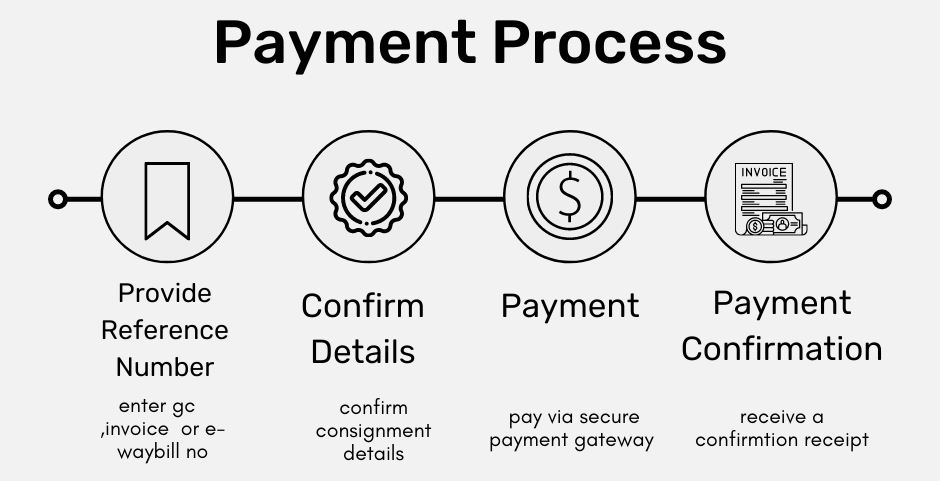 Payment Process
INVOICE
Provide
Reference
Number
enter gc
,invoice  or e-
waybill no
Confirm
Details
confirm
consignment
details
Payment
pay via secure
payment gateway
Payment
Confirmation
receive a
confirmtion receipt